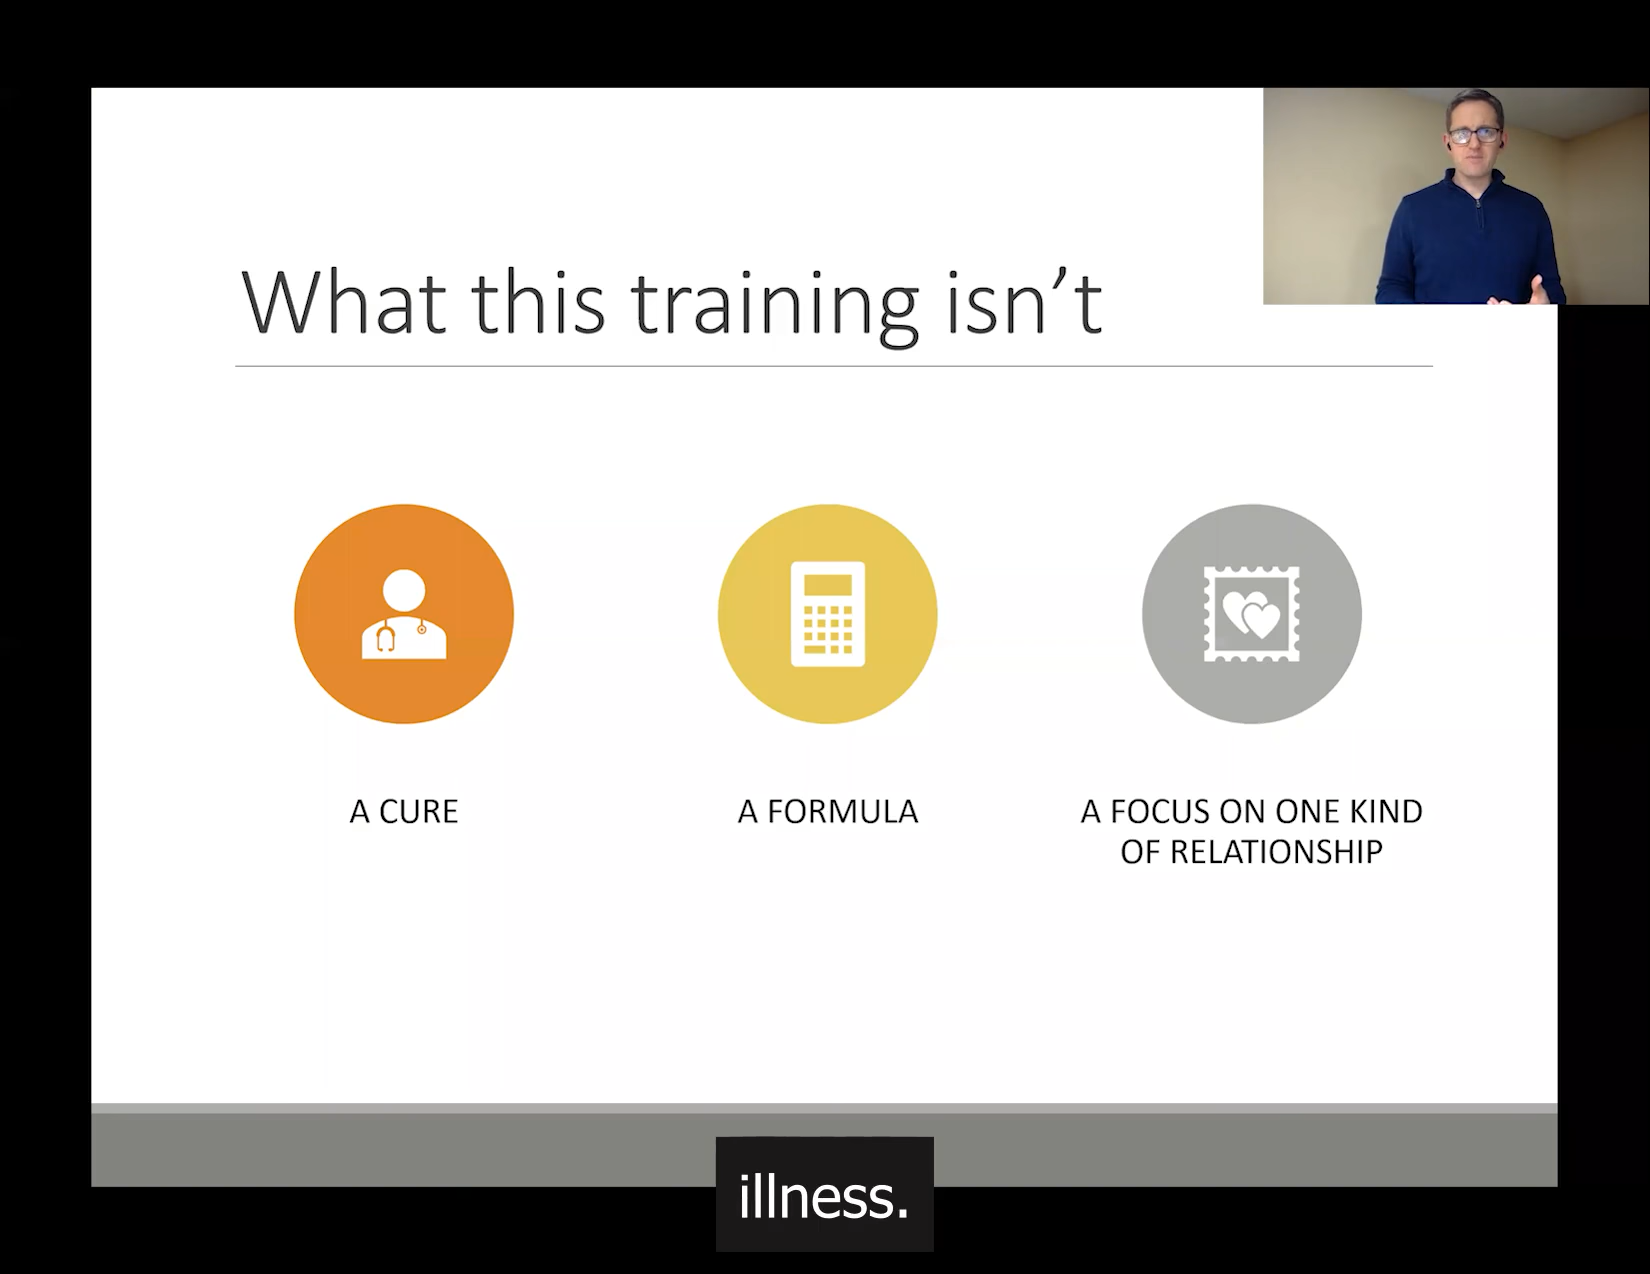 What this training isn’t
A CURE
A FORMULA
A FOCUS ON ONE KIND
OF RELATIONSHIP
illness.